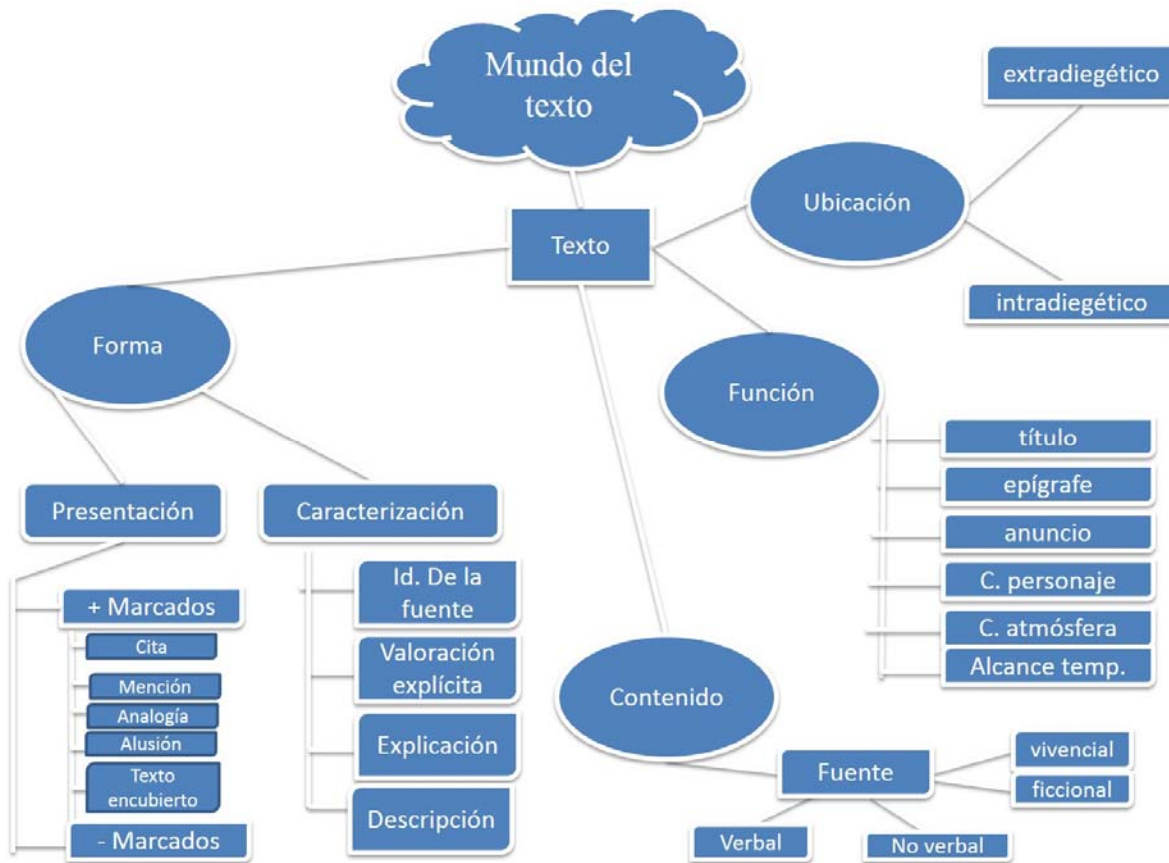 Mundo del
texto
extradiegético
Ubicación
Texto
intradiegético
Forma
Función
título
epígrafe
anuncio
C. personaje
C. atmósfera
Alcance temp.
Presentación
Caracterización
+ Marcados
Cita
Mención
Analogía
Alusión
Texto
encubierto
- Marcados
Id. De la
fuente
Valoración
explícita
Explicación
Descripción
Contenido
Fuente
vivencial
ficcional
Verbal
No verbal